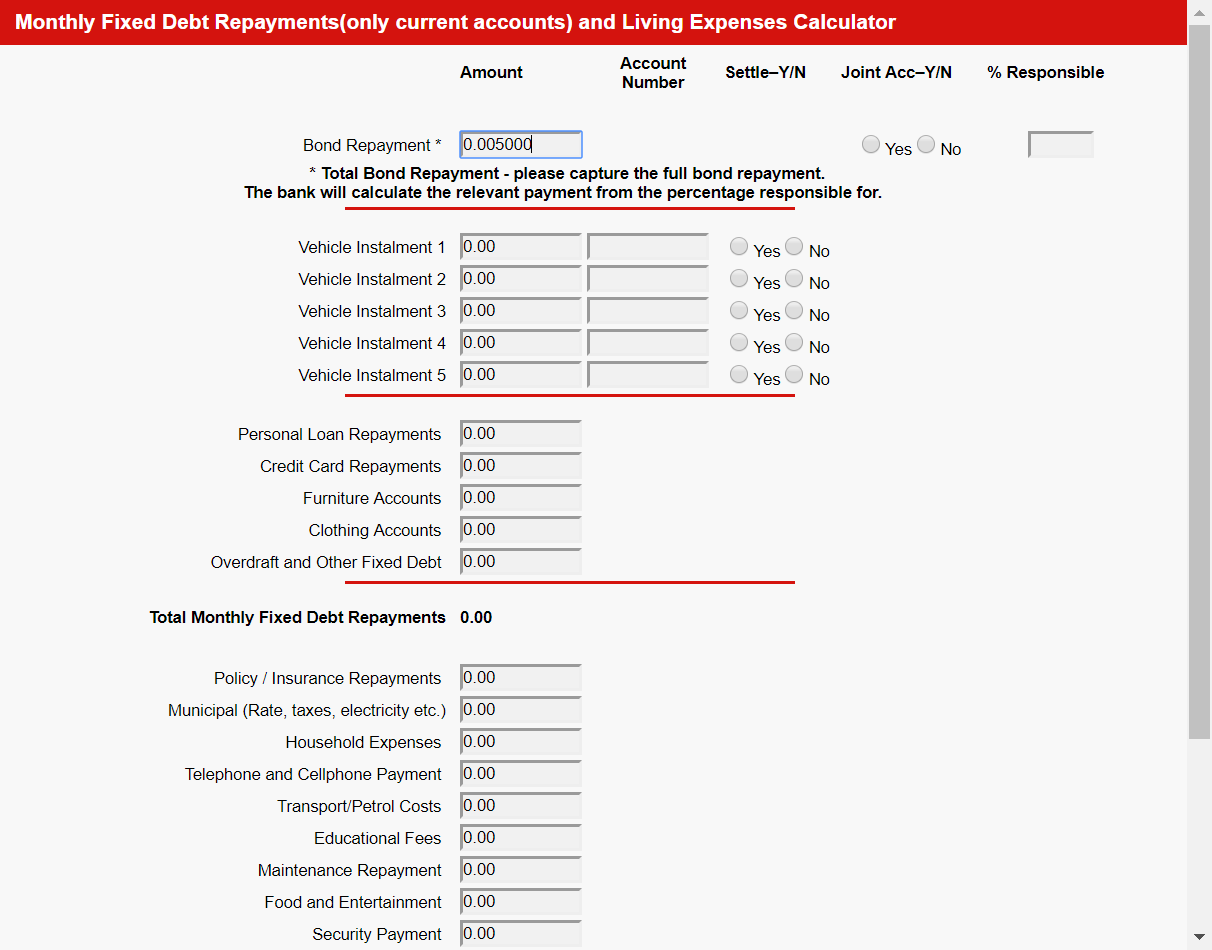 Monthly Fixed Debt Repayments(only current accounts) and Living Expenses Calculator
Amount Account Number Settle–Y/N Joint Acc–Y/N % Responsible
Bond Repayment * 0.005000 Yes No
* Total Bond Repayment - please capture the full bond repayment.
The bank will calculate the relevant payment from the percentage responsible for.
Vehicle Instalment 1 0.00 Yes No
Vehicle Instalment 2 0.00 Yes No
Vehicle Instalment 3 0.00 Yes No
Vehicle Instalment 4 0.00 Yes No
Vehicle Instalment 5 0.00 Yes No
Personal Loan Repayments 0.00
Credit Card Repayments 0.00
Furniture Accounts 0.00
Clothing Accounts 0.00
Overdraft and Other Fixed Debt 0.00
Total Monthly Fixed Debt Repayments 0.00
Policy / Insurance Repayments 0.00
Municipal (Rate, taxes, electricity etc.) 0.00
Household Expenses 0.00
Telephone and Cellphone Payment 0.00
Transport/Petrol Costs 0.00
Educational Fees 0.00
Maintenance Repayment 0.00
Food and Entertainment 0.00
Security Payment 0.00